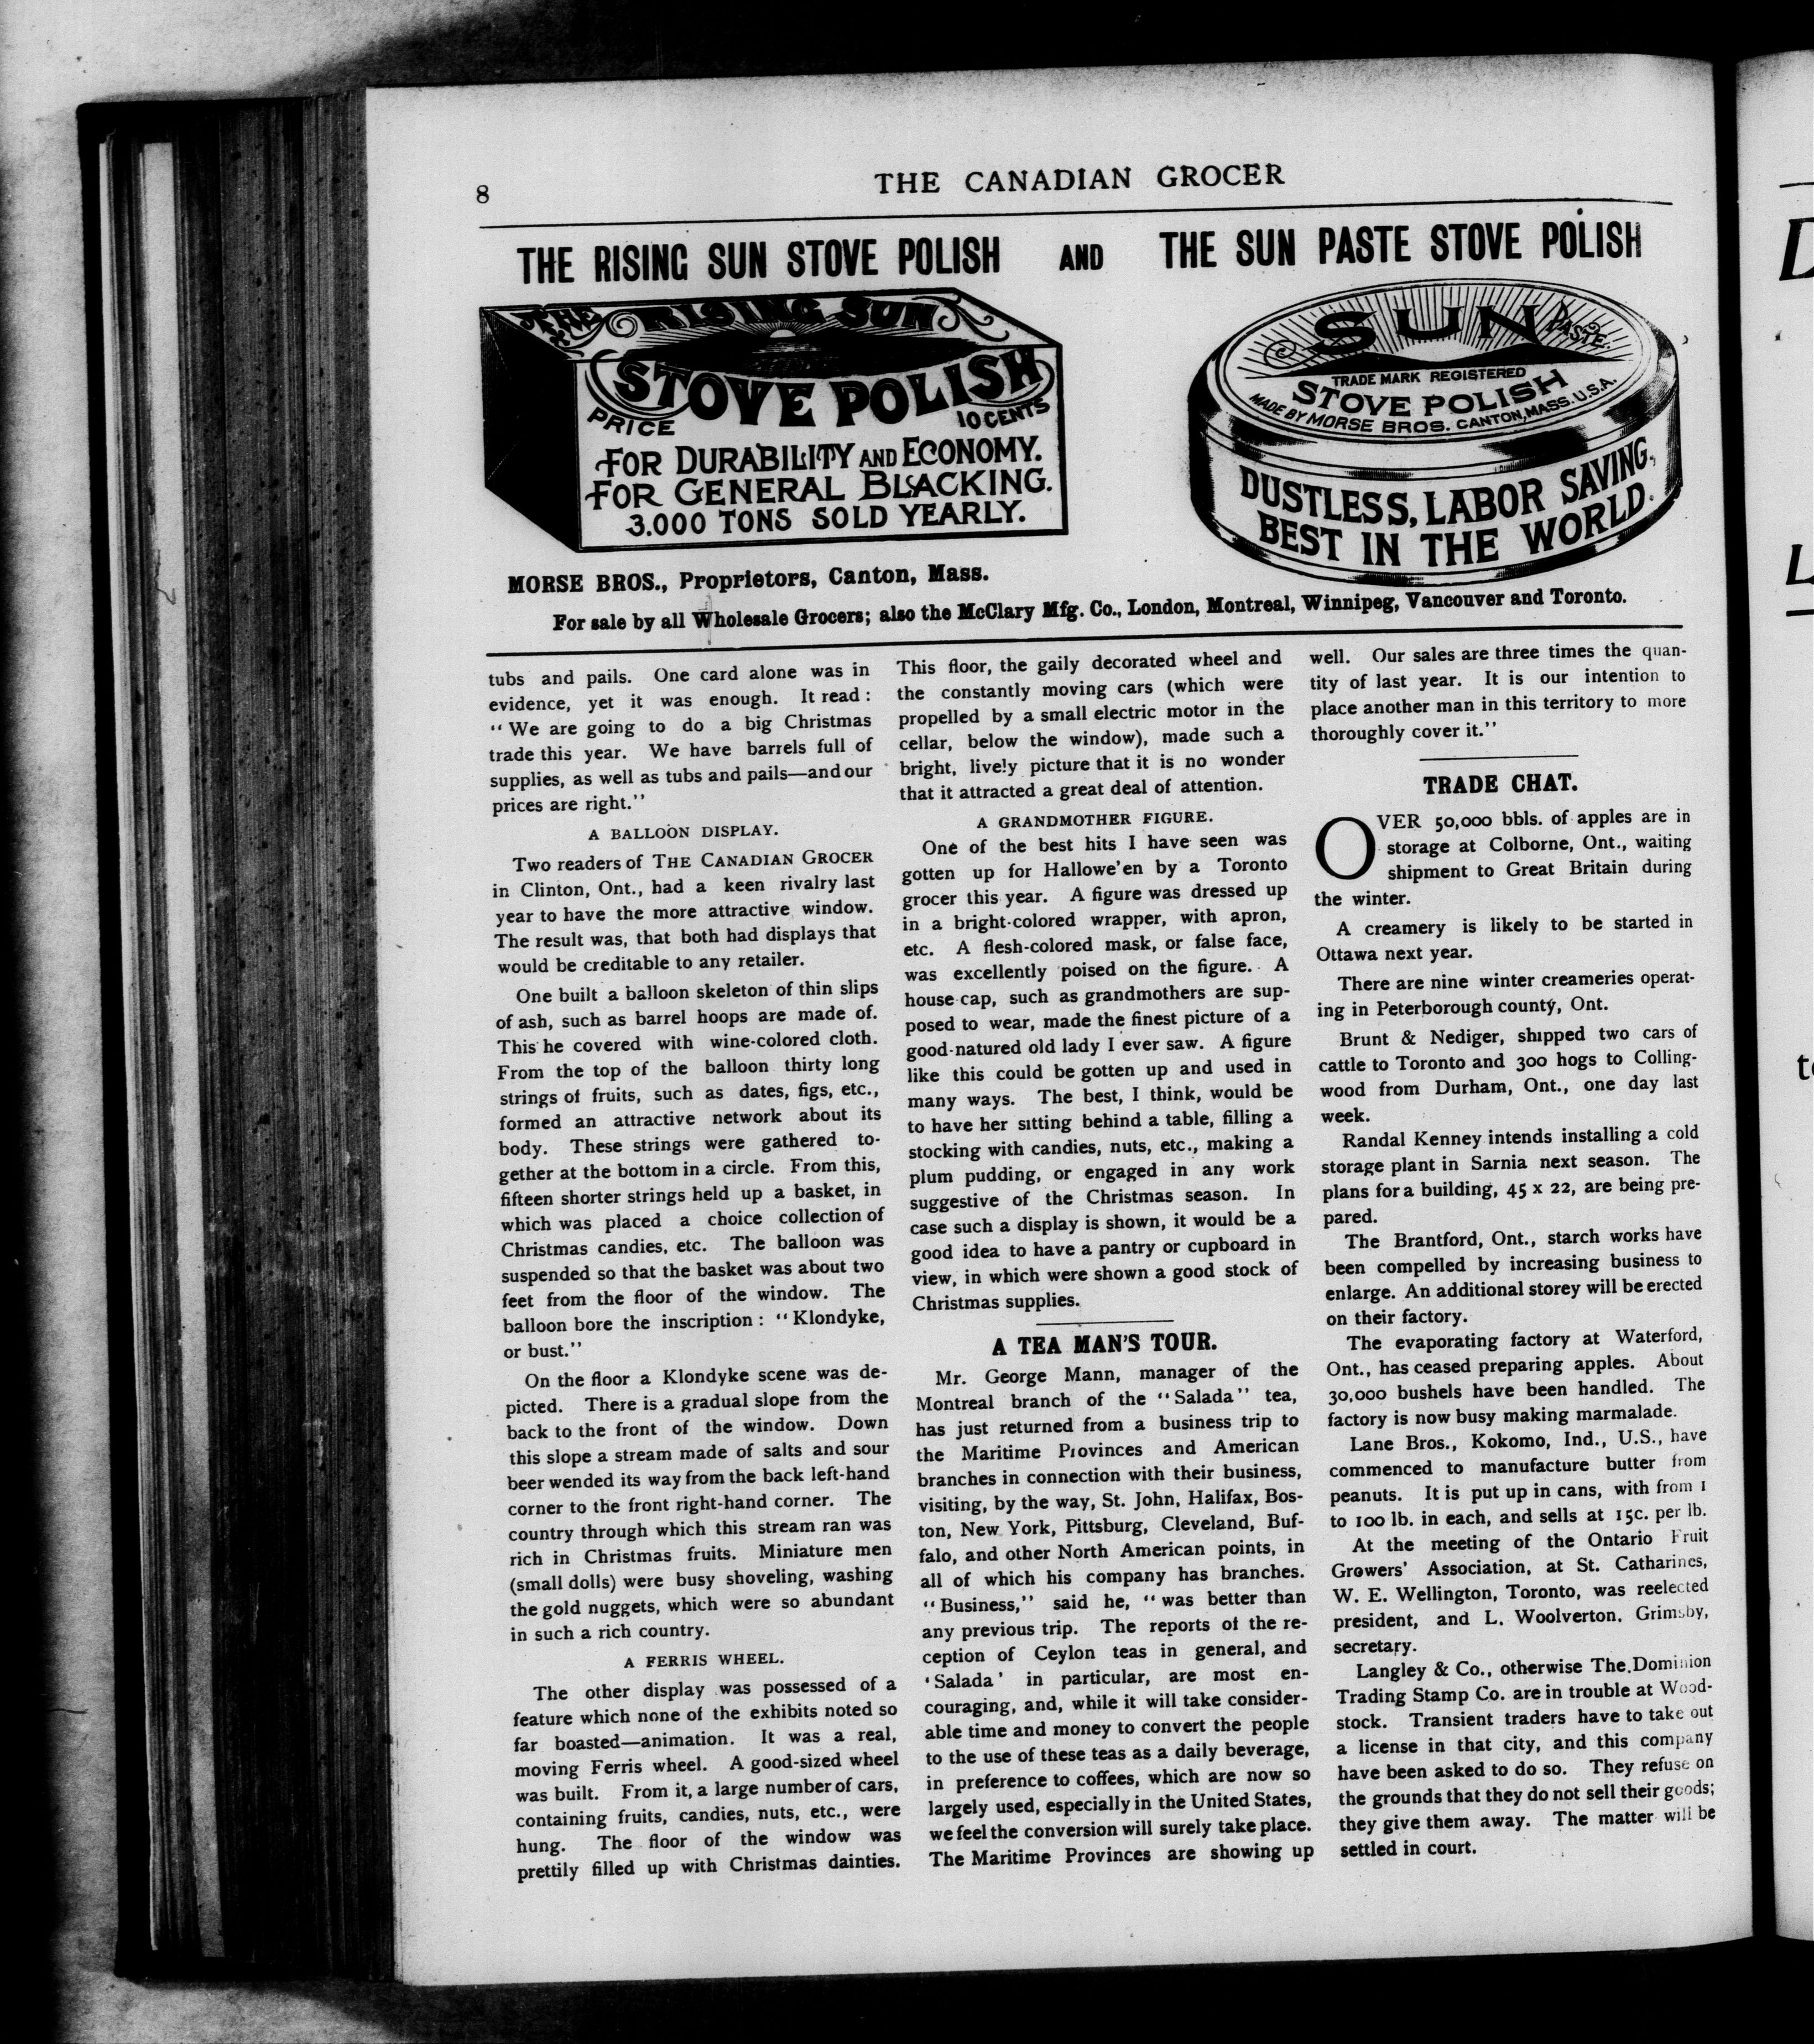 8
THE CANADIAN GROCER
THE RISING SUN STOVE POLISH AND THE SUN PASTE STOVE POLISH
THE RISING SUN
STOVE POLISH
PRICE 10 CENTS
FOR DURABILITY AND ECONOMY.
FOR GENERAL BLACKING.
3.000 TONS SOLD YEARLY.
SUN PASTE.
TRADE MARK REGISTERED
STOVE POLISH
MADE BY MORSE BROS. CANTON, MASS. U.S.A.
DUSTLESS, LABOR SAVING,
BEST IN THE WORLD.
MORSE BROS., Proprietors, Canton, Mass.
For sale by all Wholesale Grocers; also the McClary Mfg. Co., London, Montreal, Winnipeg, Vancouver and Toronto.
tubs and pails. One card alone was in
evidence, yet it was enough. It read :
"We are going to do a big Christmas
trade this year. We have barrels full of
supplies, as well as tubs and pails—and our
prices are right."
A BALLOON DISPLAY.
Two readers of THE CANADIAN GROCER
in Clinton, Ont., had a keen rivalry last
year to have the more attractive window.
The result was, that both had displays that
would be creditable to any retailer.
One built a balloon skeleton of thin slips
of ash, such as barrel hoops are made of.
This he covered with wine-colored cloth.
From the top of the balloon thirty long
strings of fruits, such as dates, figs, etc.,
formed an attractive network about its
body. These strings were gathered to-
gether at the bottom in a circle. From this,
fifteen shorter strings held up a basket, in
which was placed a choice collection of
Christmas candies, etc. The balloon was
suspended so that the basket was about two
feet from the floor of the window. The
balloon bore the inscription : "Klondyke,
or bust."
On the floor a Klondyke scene was de-
picted. There is a gradual slope from the
back to the front of the window. Down
this slope a stream made of salts and sour
beer wended its way from the back left-hand
corner to the front right-hand corner. The
country through which this stream ran was
rich in Christmas fruits. Miniature men
(small dolls) were busy shoveling, washing
the gold nuggets, which were so abundant
in such a rich country.
A FERRIS WHEEL.
The other display was possessed of a
feature which none of the exhibits noted so
far boasted—animation. It was a real,
moving Ferris wheel. A good-sized wheel
was built. From it, a large number of cars,
containing fruits, candies, nuts, etc., were
hung. The floor of the window was
prettily filled up with Christmas dainties.
This floor, the gaily decorated wheel and
the constantly moving cars (which were
propelled by a small electric motor in the
cellar, below the window), made such a
bright, lively picture that it is no wonder
that it attracted a great deal of attention.
A GRANDMOTHER FIGURE.
One of the best hits I have seen was
gotten up for Hallowe'en by a Toronto
grocer this year. A figure was dressed up
in a bright-colored wrapper, with apron,
etc. A flesh-colored mask, or false face,
was excellently poised on the figure. A
house-cap, such as grandmothers are sup-
posed to wear, made the finest picture of a
good-natured old lady I ever saw. A figure
like this could be gotten up and used in
many ways. The best, I think, would be
to have her sitting behind a table, filling a
stocking with candies, nuts, etc., making a
plum pudding, or engaged in any work
suggestive of the Christmas season. In
case such a display is shown, it would be a
good idea to have a pantry or cupboard in
view, in which were shown a good stock of
Christmas supplies.
A TEA MAN'S TOUR.
Mr. George Mann, manager of the
Montreal branch of the "Salada" tea,
has just returned from a business trip to
the Maritime Provinces and American
branches in connection with their business,
visiting, by the way, St. John, Halifax, Bos-
ton, New York, Pittsburg, Cleveland, Buf-
falo, and other North American points, in
all of which his company has branches.
"Business," said he, "was better than
any previous trip. The reports of the re-
ception of Ceylon teas in general, and
'Salada' in particular, are most en-
couraging, and, while it will take consider-
able time and money to convert the people
to the use of these teas as a daily beverage,
in preference to coffees, which are now so
largely used, especially in the United States,
we feel the conversion will surely take place.
The Maritime Provinces are showing up
well. Our sales are three times the quan-
tity of last year. It is our intention to
place another man in this territory to more
thoroughly cover it."
TRADE CHAT.
OVER 50,000 bbls. of apples are in
storage at Colborne, Ont., waiting
shipment to Great Britain during
the winter.
A creamery is likely to be started in
Ottawa next year.
There are nine winter creameries operat-
ing in Peterborough county, Ont.
Brunt & Nediger, shipped two cars of
cattle to Toronto and 300 hogs to Colling-
wood from Durham, Ont., one day last
week.
Randal Kenney intends installing a cold
storage plant in Sarnia next season. The
plans for a building, 45 x 22, are being pre-
pared.
The Brantford, Ont., starch works have
been compelled by increasing business to
enlarge. An additional storey will be erected
on their factory.
The evaporating factory at Waterford,
Ont., has ceased preparing apples. About
30,000 bushels have been handled. The
factory is now busy making marmalade.
Lane Bros., Kokomo, Ind., U.S., have
commenced to manufacture butter from
peanuts. It is put up in cans, with from 1
to 100 lb. in each, and sells at 15c. per lb.
At the meeting of the Ontario Fruit
Growers' Association, at St. Catharines,
W. E. Wellington, Toronto, was reelected
president, and L. Woolverton. Grimsby,
secretary.
Langley & Co., otherwise The Dominion
Trading Stamp Co. are in trouble at Wood-
stock. Transient traders have to take out
a license in that city, and this company
have been asked to do so. They refuse on
the grounds that they do not sell their goods;
they give them away. The matter will be
settled in court.